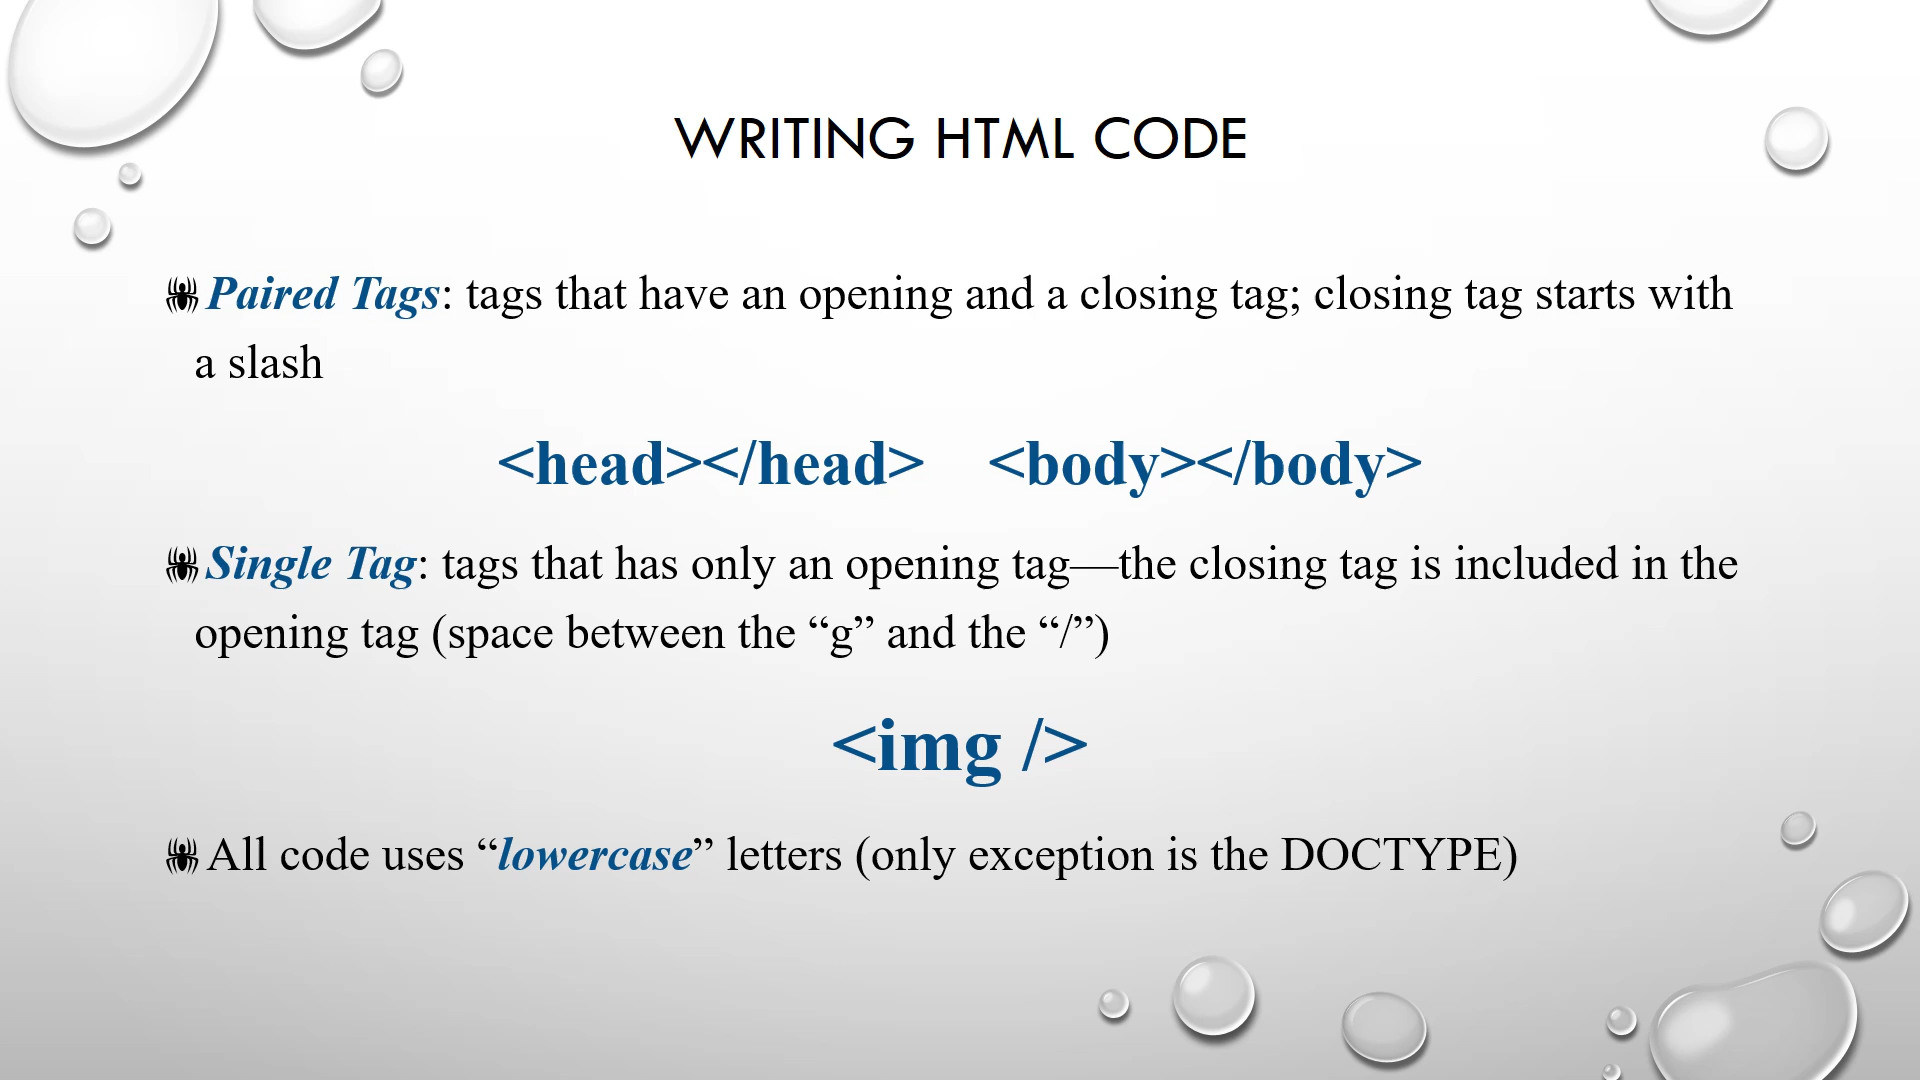 WRITING HTML CODE
Paired Tags: tags that have an opening and a closing tag; closing tag starts with
a slash
<head></head> <body></body>
Single Tag: tags that has only an opening tag—the closing tag is included in the
opening tag (space between the “g” and the “/”)
<img />
All code uses “lowercase” letters (only exception is the DOCTYPE)